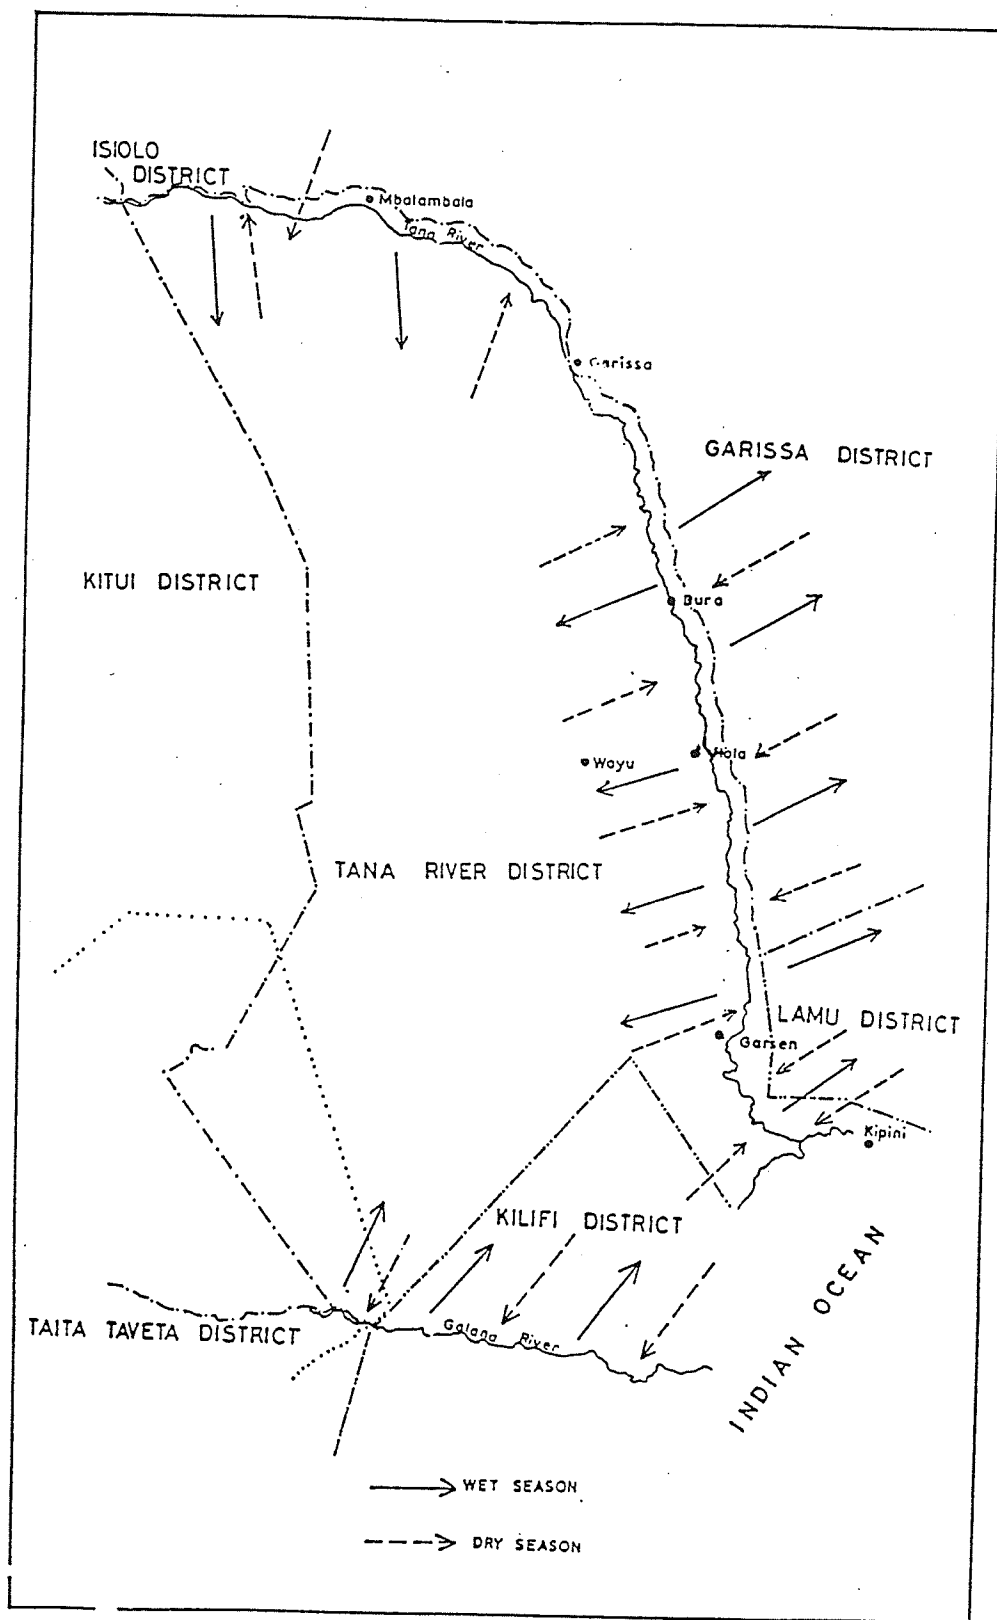 ISIOLO
DISTRICT
Mbalambala
Tana River
Garissa
GARISSA DISTRICT
KITUI DISTRICT
Bura
Wayu
Hola
TANA RIVER DISTRICT
LAMU DISTRICT
Garsen
Kipini
KILIFI DISTRICT
INDIAN OCEAN
TAITA TAVETA DISTRICT
Galana River
WET SEASON
DRY SEASON